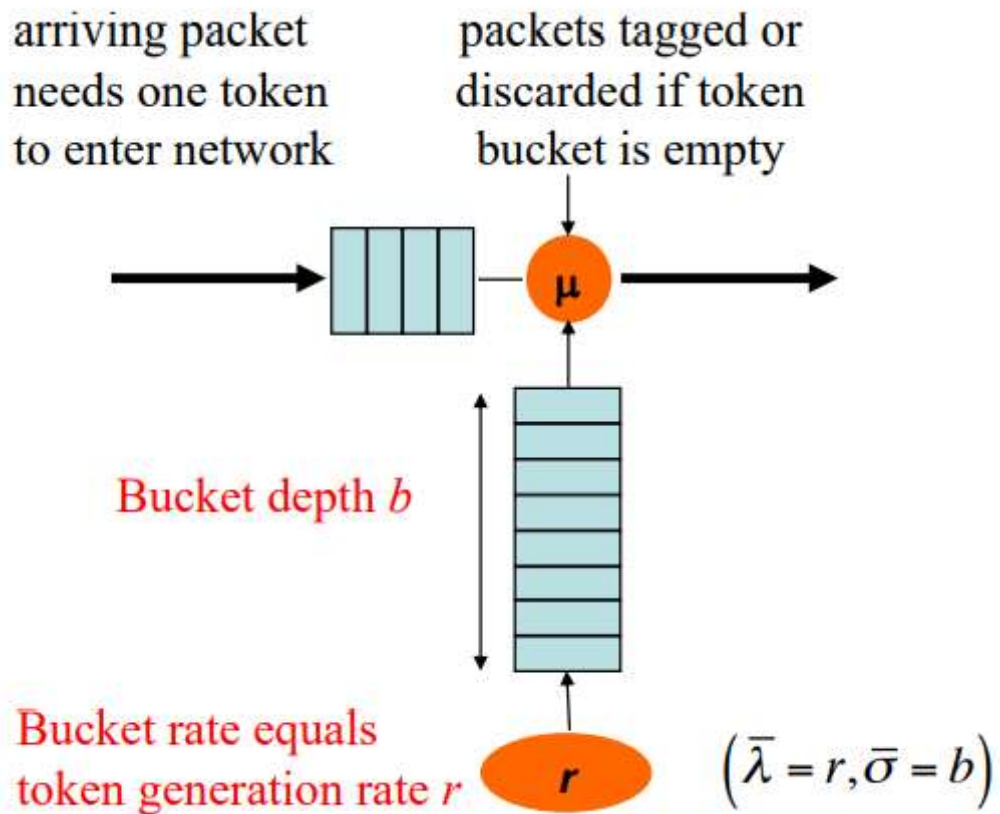 arriving packet
needs one token
to enter network
packets tagged or
discarded if token
bucket is empty
μ
Bucket depth b
Bucket rate equals
token generation rate r
r
(λ̄ = r, σ̄ = b)